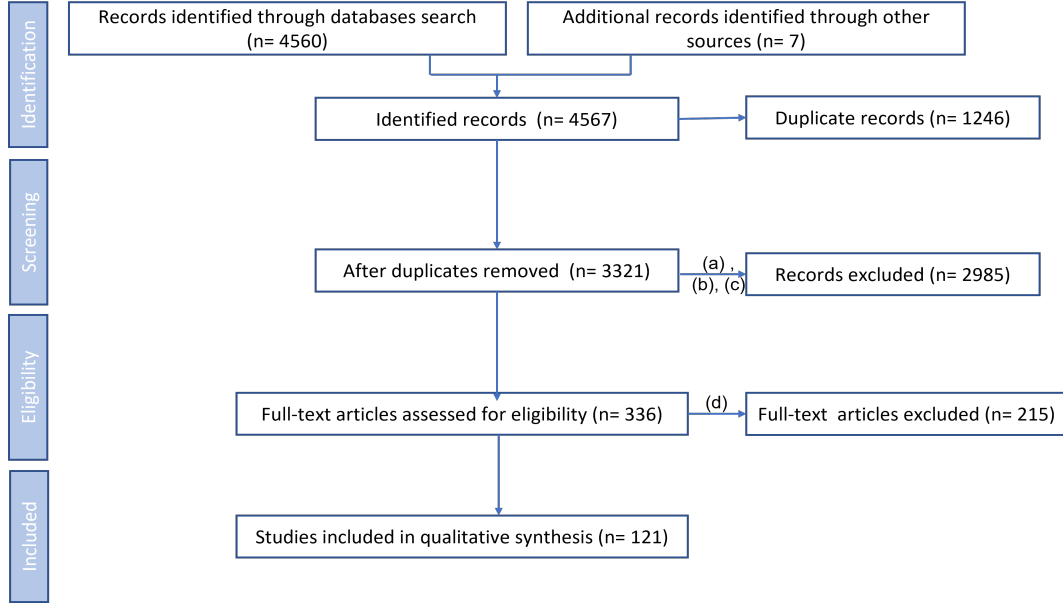 Identification
Records identified through databases search
(n= 4560)
Additional records identified through other
sources (n= 7)
Identified records  (n= 4567)
Duplicate records (n= 1246)
Screening
After duplicates removed  (n= 3321)
(a) ,
(b), (c)
Records excluded (n= 2985)
Eligibility
Full-text articles assessed for eligibility (n= 336)
(d)
Full-text  articles excluded (n= 215)
Included
Studies included in qualitative synthesis (n= 121)